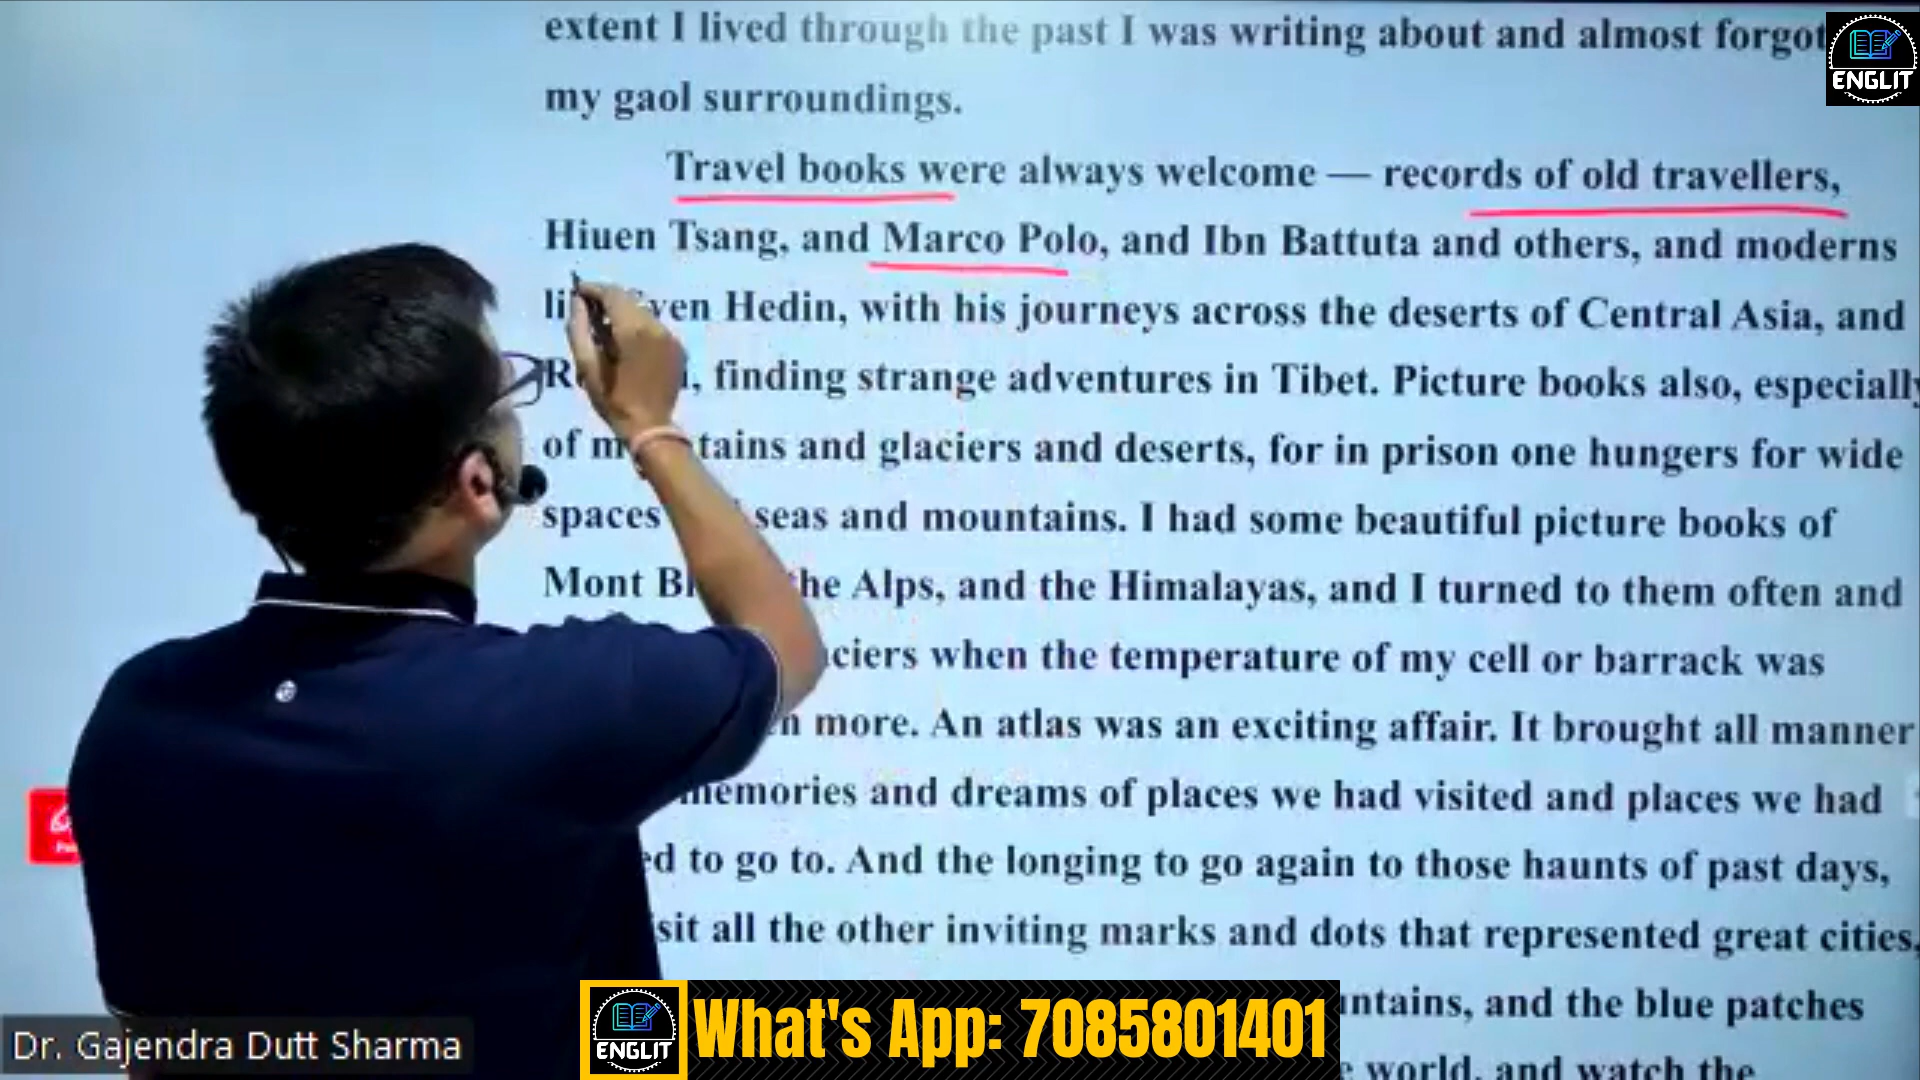 extent I lived through the past I was writing about and almost forgot
my gaol surroundings.
Travel books were always welcome — records of old travellers,
Hiuen Tsang, and Marco Polo, and Ibn Battuta and others, and moderns
Hedin, with his journeys across the deserts of Central Asia, and
finding strange adventures in Tibet. Picture books also, especially
of and glaciers and deserts, for in prison one hungers for wide
spaces seas and mountains. I had some beautiful picture books of
Mont the Alps, and the Himalayas, and I turned to them often and
when the temperature of my cell or barrack was
more. An atlas was an exciting affair. It brought all manner
memories and dreams of places we had visited and places we had
to go to. And the longing to go again to those haunts of past days,
all the other inviting marks and dots that represented great cities,
and the blue patches
world, and watch the
ENGLIT
ENGLIT
What's App: 7085801401
Dr. Gajendra Dutt Sharma